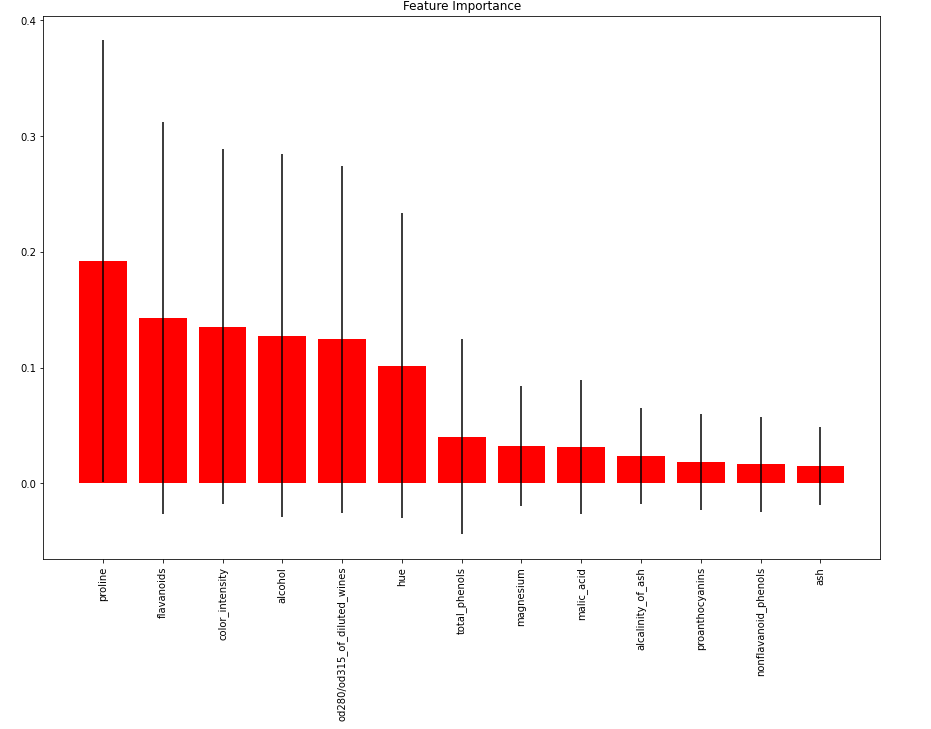 Feature Importance
0.4
0.3
0.2
0.1
0.0
proline
flavanoids
color_intensity
alcohol
od280/od315_of_diluted_wines
hue
total_phenols
magnesium
malic_acid
alcalinity_of_ash
proanthocyanins
nonflavanoid_phenols
ash